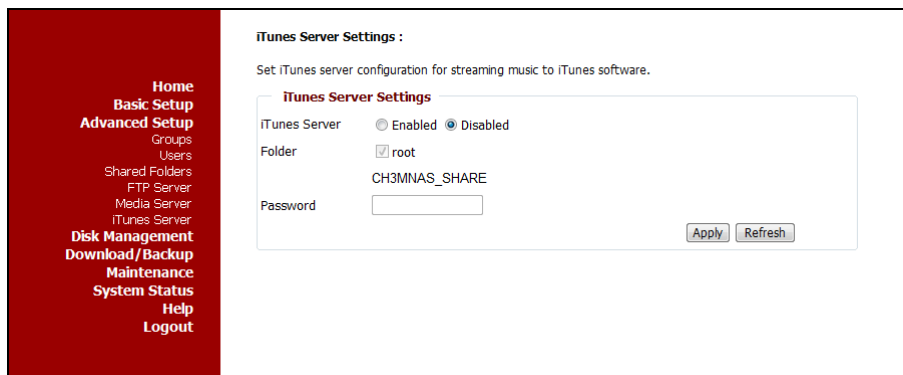 Home
Basic Setup
Advanced Setup
Groups
Users
Shared Folders
FTP Server
Media Server
iTunes Server
Disk Management
Download/Backup
Maintenance
System Status
Help
Logout
iTunes Server Settings :
Set iTunes server configuration for streaming music to iTunes software.
iTunes Server Settings
iTunes Server Enabled Disabled
Folder root
CH3MNAS_SHARE
Password
Apply Refresh